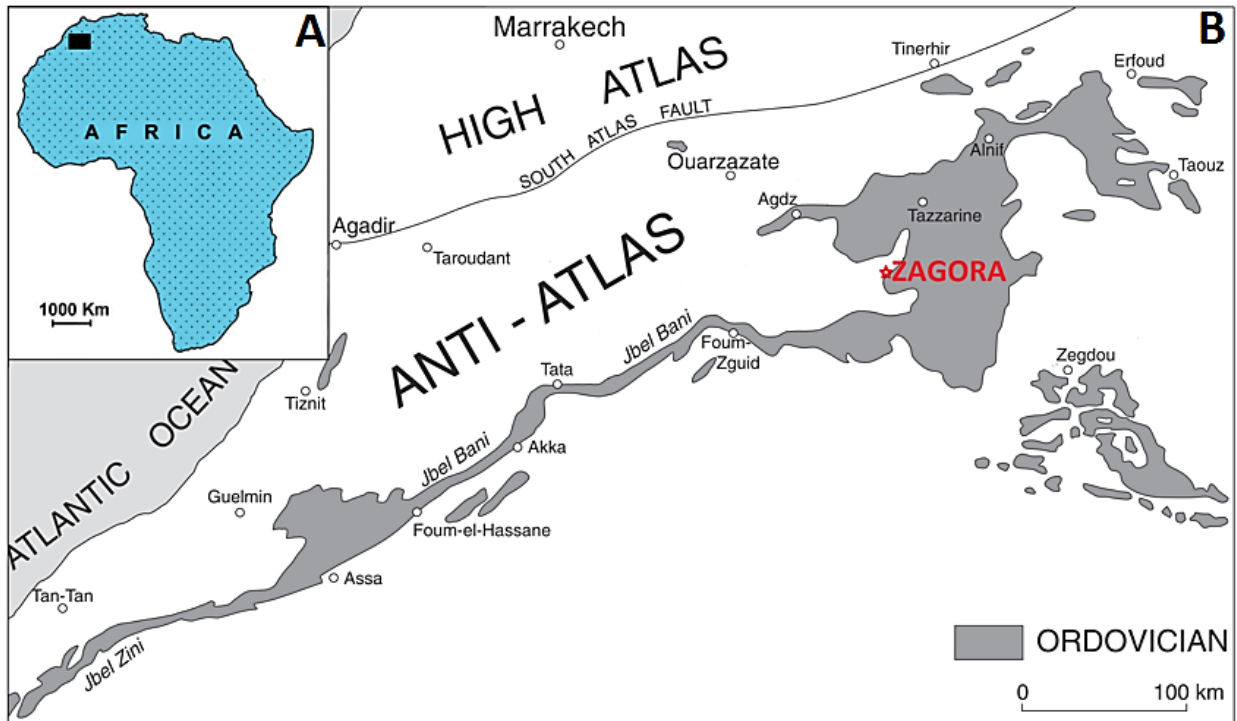 A
AFRICA
1000 Km
B
Marrakech
HIGH ATLAS
SOUTH ATLAS FAULT
Tinerhir
Erfoud
Ouarzazate
Alnif
Taouz
Agdz
Tazzarine
Agadir
Taroudant
ZAGORA
ANTI - ATLAS
Jbel Bani
Foum-
Zguid
Zegdou
Tata
Tiznit
ATLANTIC OCEAN
Jbel Bani
Akka
Guelmin
Foum-el-Hassane
Assa
Tan-Tan
Jbel Zini
ORDOVICIAN
0 100 km